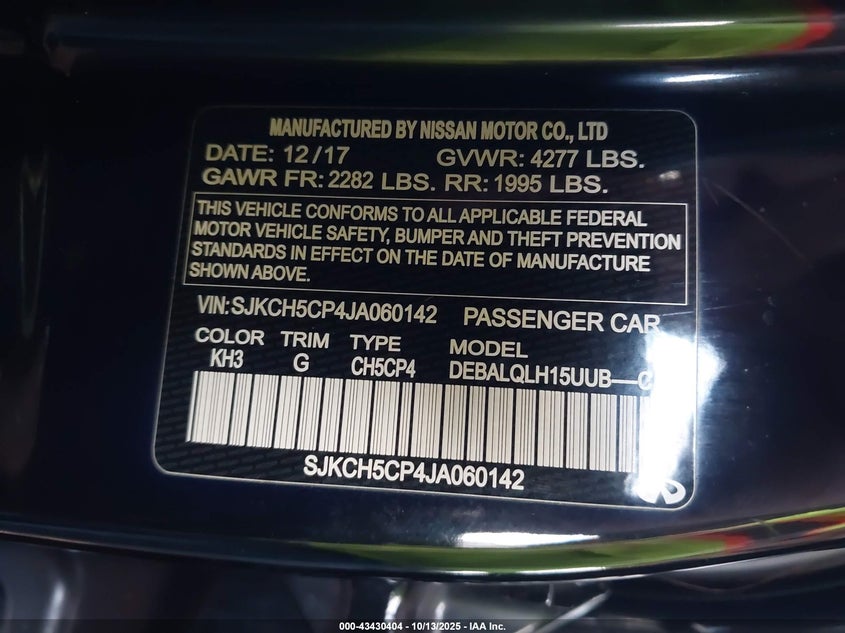 MANUFACTURED BY NISSAN MOTOR CO., LTD
DATE: 12/17 GVWR: 4277 LBS.
GAWR FR: 2282 LBS. RR: 1995 LBS.
THIS VEHICLE CONFORMS TO ALL APPLICABLE FEDERAL
MOTOR VEHICLE SAFETY, BUMPER AND THEFT PREVENTION
STANDARDS IN EFFECT ON THE DATE OF MANUFACTURE
SHOWN ABOVE.
VIN:SJKCH5CP4JA060142 PASSENGER CAR
COLOR TRIM TYPE MODEL
KH3 G CH5CP4 DEBALQLH15UUB—C
SJKCH5CP4JA060142
000-43430404 - 10/13/2025 - IAA Inc.